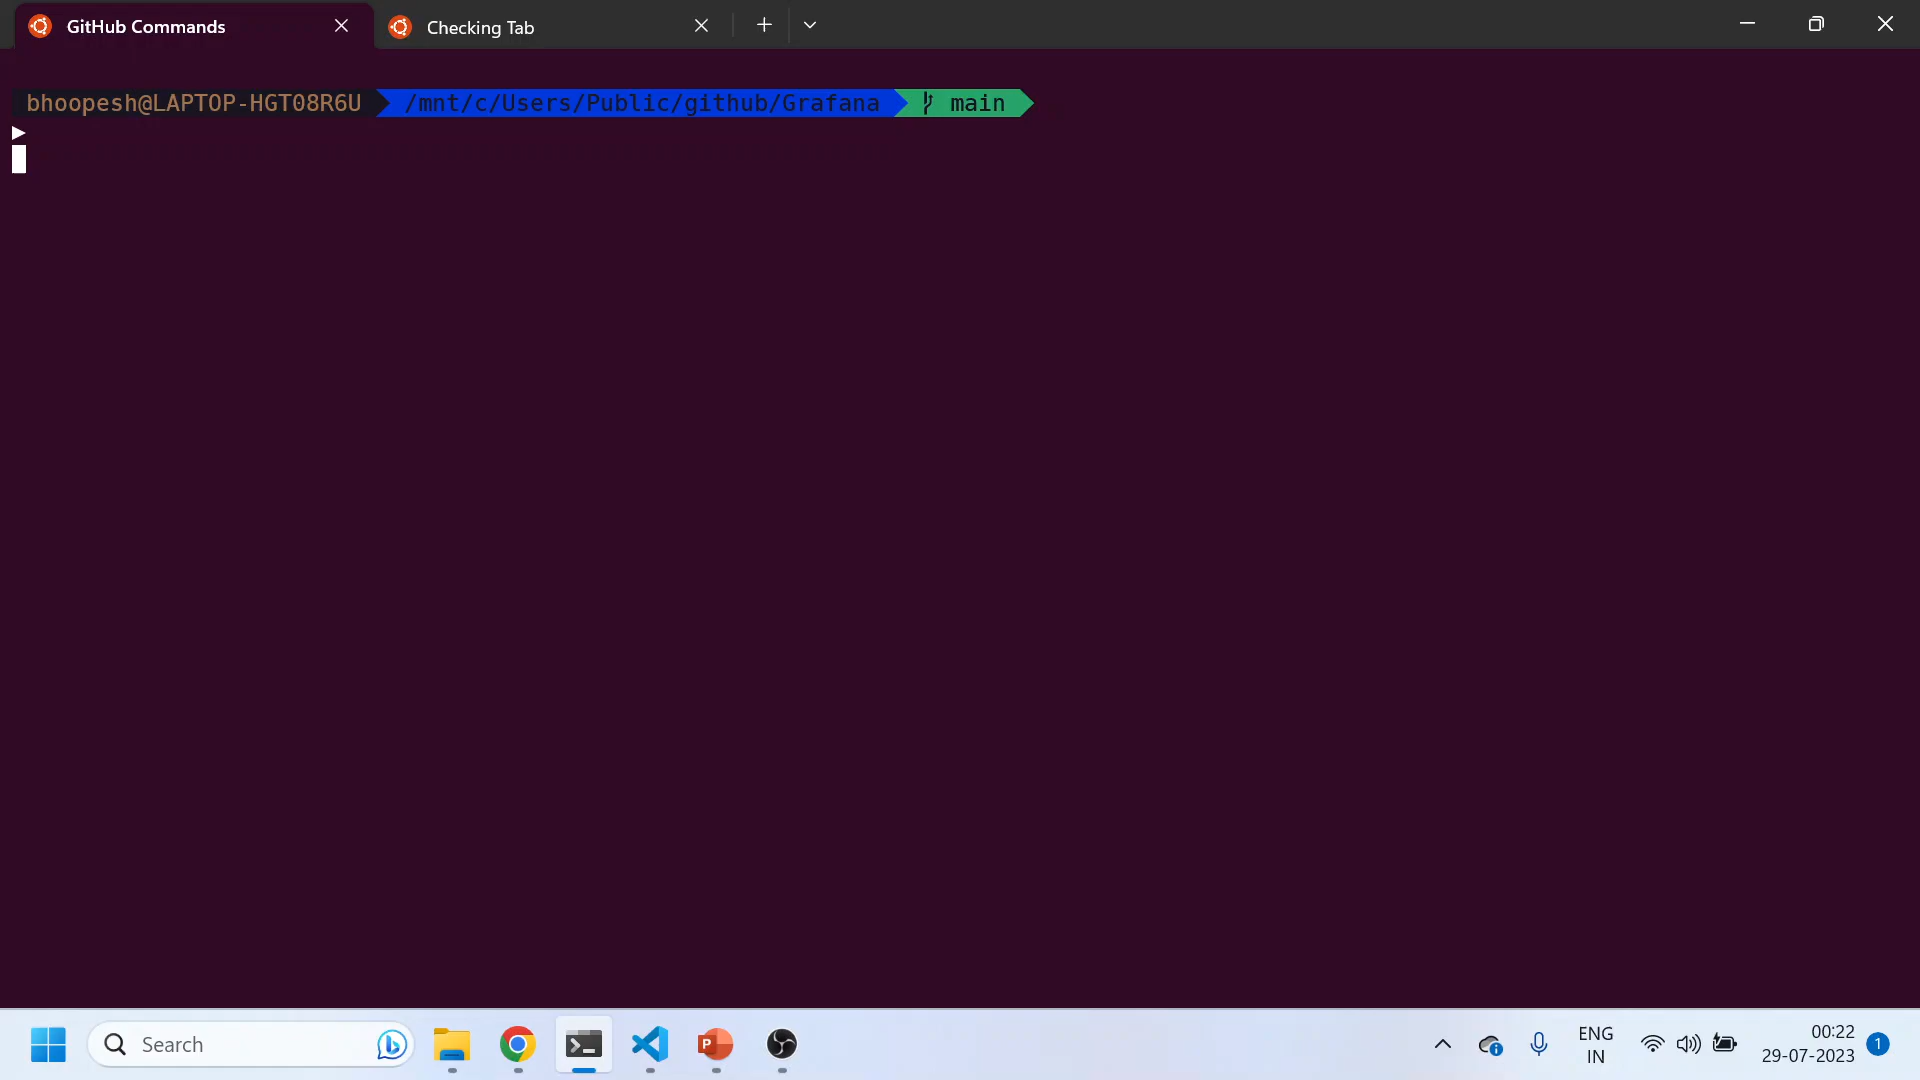 GitHub Commands
Checking Tab
bhoopesh@LAPTOP-HGT08R6U /mnt/c/Users/Public/github/Grafana main
Search
ENG
IN
00:22
29-07-2023
1